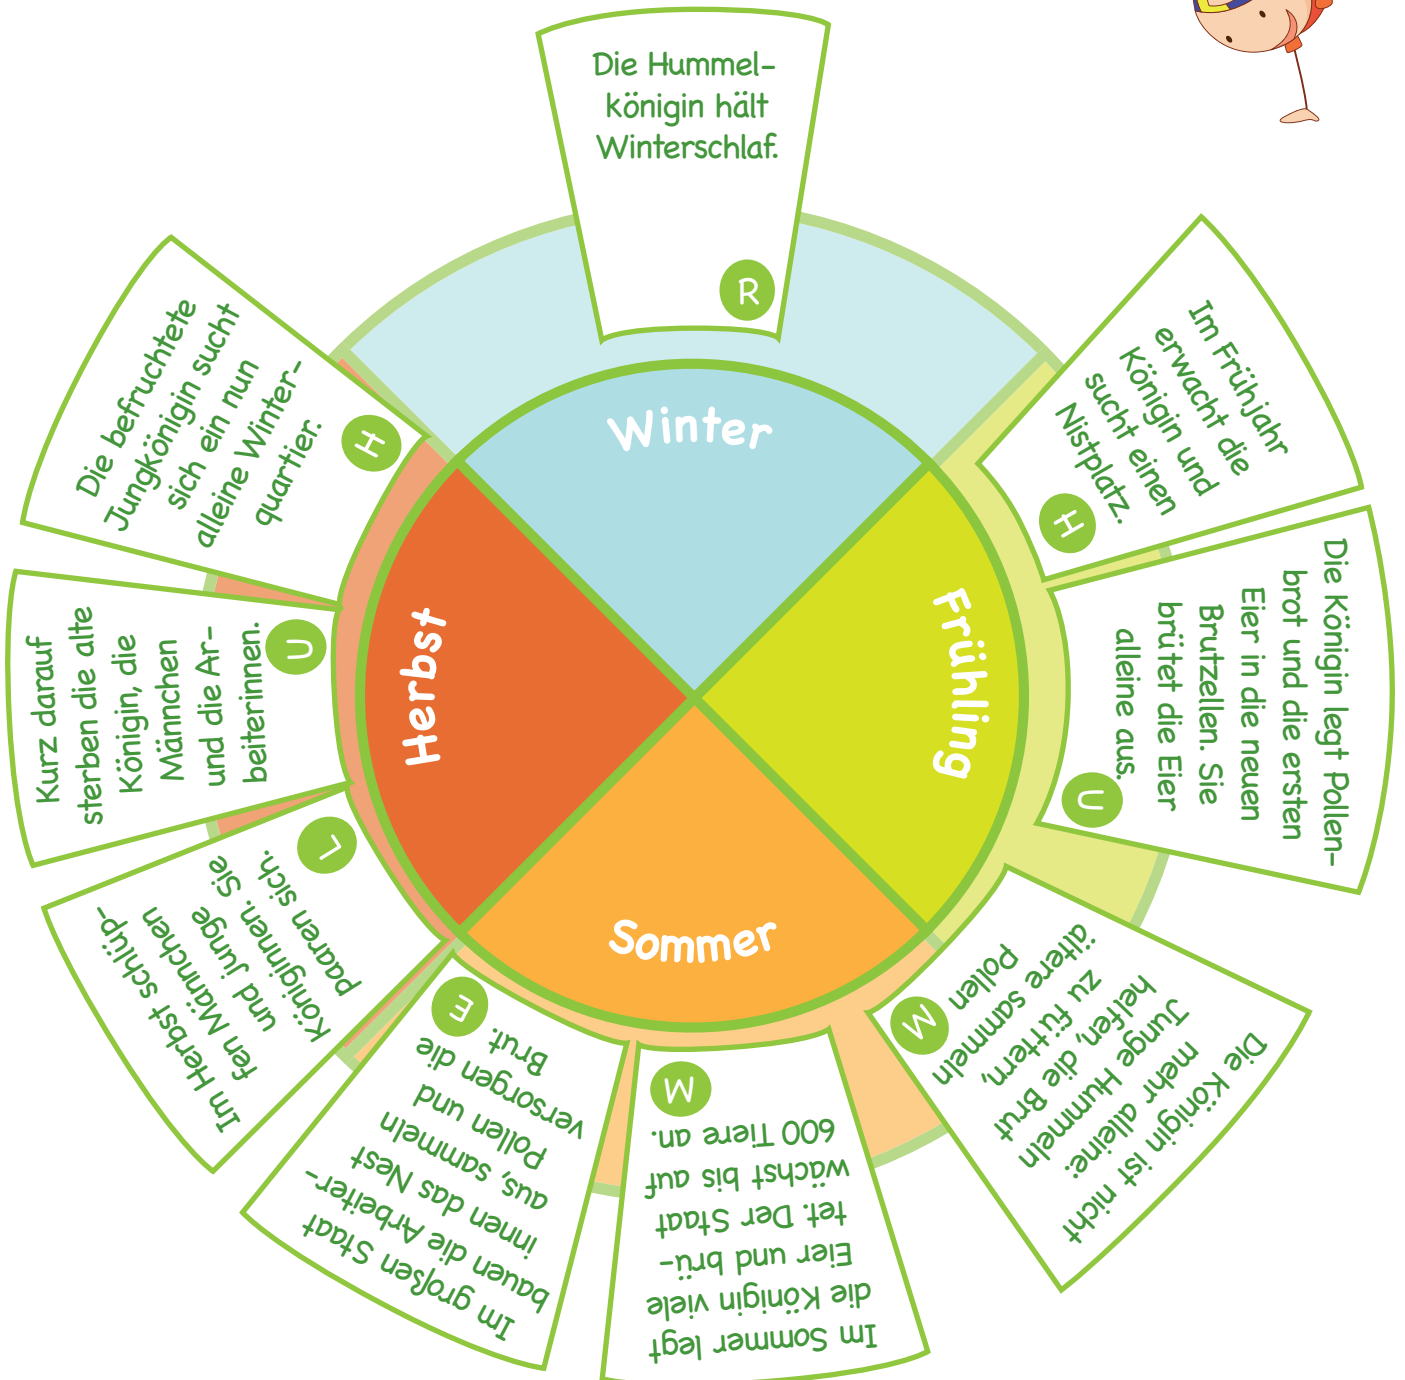 Die Hummel-
königin hält
Winterschlaf.
R
Im Frühjahr
erwacht die
Königin und
sucht einen
Nistplatz.
H
Die König legt Pollen-
brot und die ersten
Eier in die neuen
Brutzellen. Sie
brütet die Eier
alleine aus.
U
Die Königin ist nicht
mehr alleine:
Junge Hummeln
helfen, die Brut
zu füttern,
ältere sammeln
Pollen
M
Im Sommer legt
die Königin viele
Eier und brü-
tet. Der Staat
wächst bis auf
600 Tiere an.
M
Im großen Staat
bauen die Arbeiter-
innen das Nest
aus, sammeln
Pollen und
versorgen die
Brut.
E
Im Herbst schlüp-
fen Männchen
und junge
Königinnen. Sie
paaren sich.
L
Kurz darauf
sterben die alte
Königin, die
Männchen
und die Ar-
beiterinnen.
U
Die befruchtete
Jungkönigin sucht
sich ein nun
alleine Winter-
quartier.
H
Winter
Frühling
Sommer
Herbst